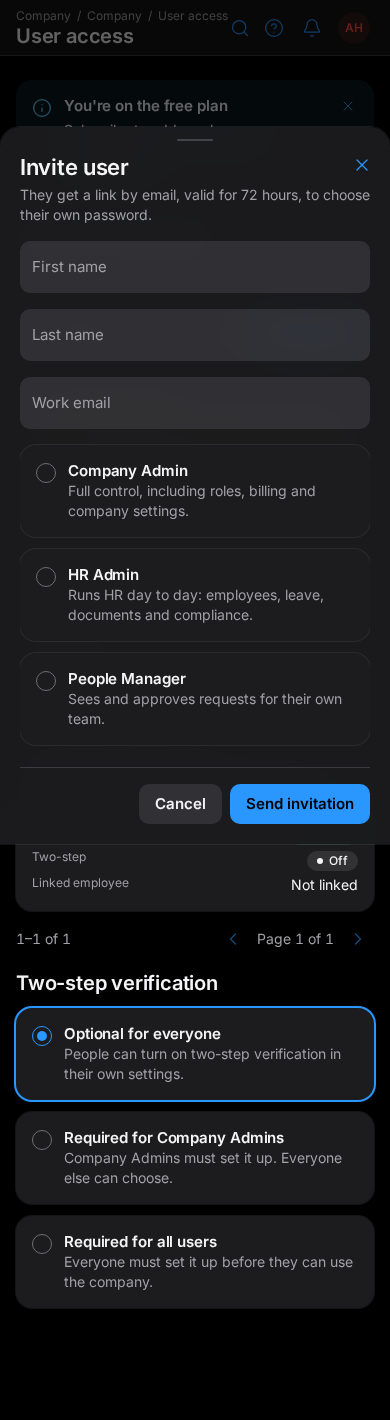 Company / Company / User access
User access
AH
You're on the free plan
Invite user
They get a link by email, valid for 72 hours, to choose
their own password.
First name
Last name
Work email
Company Admin
Full control, including roles, billing and
company settings.
HR Admin
Runs HR day to day: employees, leave,
documents and compliance.
People Manager
Sees and approves requests for their own
team.
Cancel
Send invitation
Two-step
Off
Linked employee
Not linked
1–1 of 1
Page 1 of 1
Two-step verification
Optional for everyone
People can turn on two-step verification in
their own settings.
Required for Company Admins
Company Admins must set it up. Everyone
else can choose.
Required for all users
Everyone must set it up before they can use
the company.